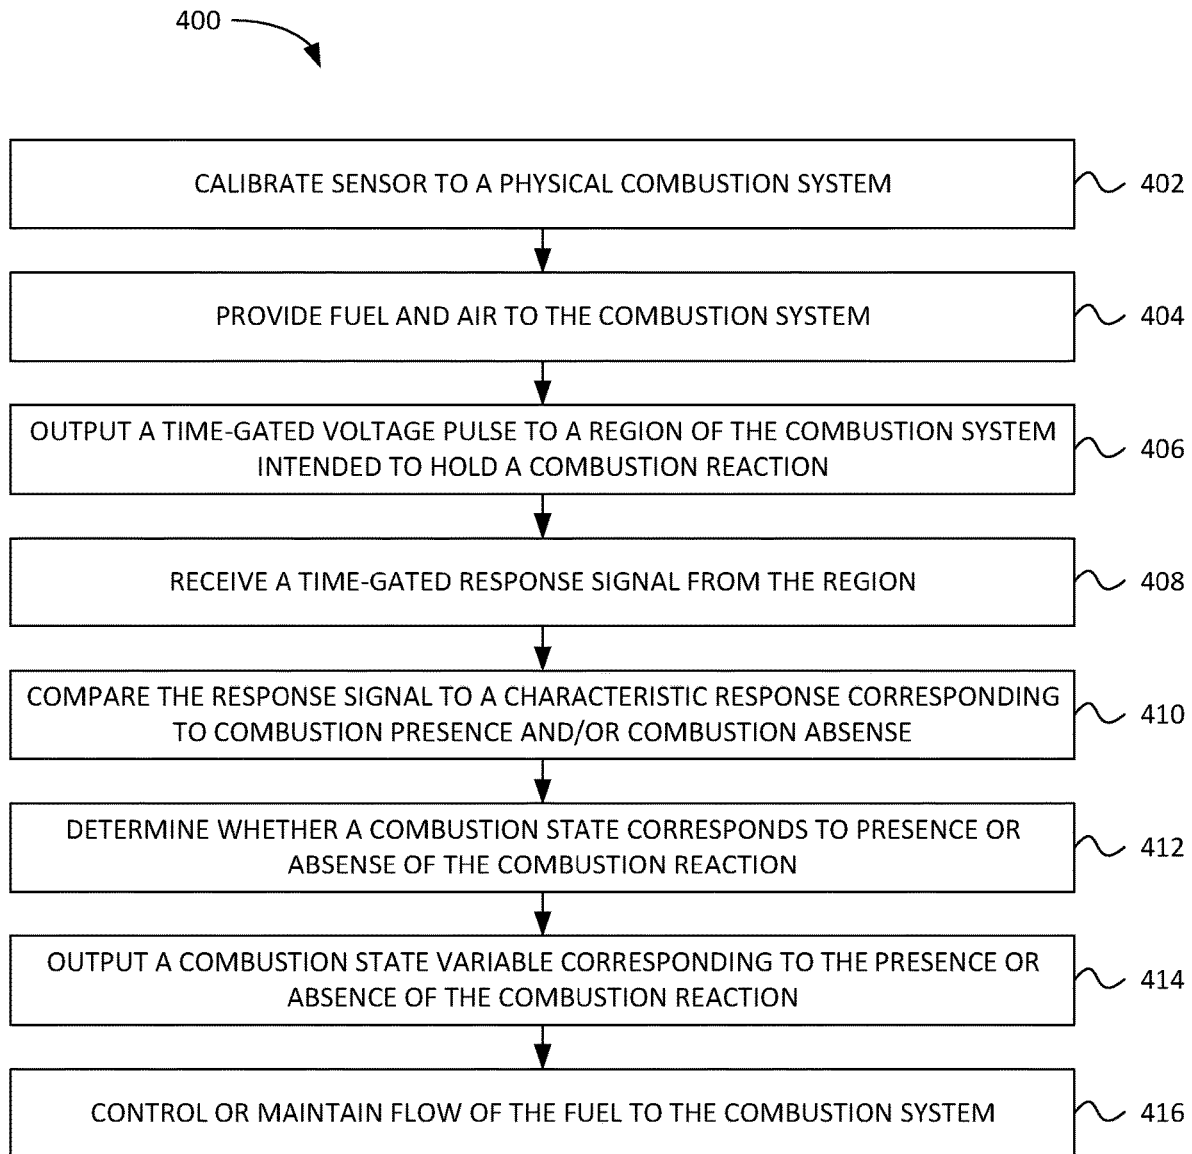 400
CALIBRATE SENSOR TO A PHYSICAL COMBUSTION SYSTEM
402
PROVIDE FUEL AND AIR TO THE COMBUSTION SYSTEM
404
OUTPUT A TIME-GATED VOLTAGE PULSE TO A REGION OF THE COMBUSTION SYSTEM
INTENDED TO HOLD A COMBUSTION REACTION
406
RECEIVE A TIME-GATED RESPONSE SIGNAL FROM THE REGION
408
COMPARE THE RESPONSE SIGNAL TO A CHARACTERISTIC RESPONSE CORRESPONDING
TO COMBUSTION PRESENCE AND/OR COMBUSTION ABSENSE
410
DETERMINE WHETHER A COMBUSTION STATE CORRESPONDS TO PRESENCE OR
ABSENSE OF THE COMBUSTION REACTION
412
OUTPUT A COMBUSTION STATE VARIABLE CORRESPONDING TO THE PRESENCE OR
ABSENCE OF THE COMBUSTION REACTION
414
CONTROL OR MAINTAIN FLOW OF THE FUEL TO THE COMBUSTION SYSTEM
416